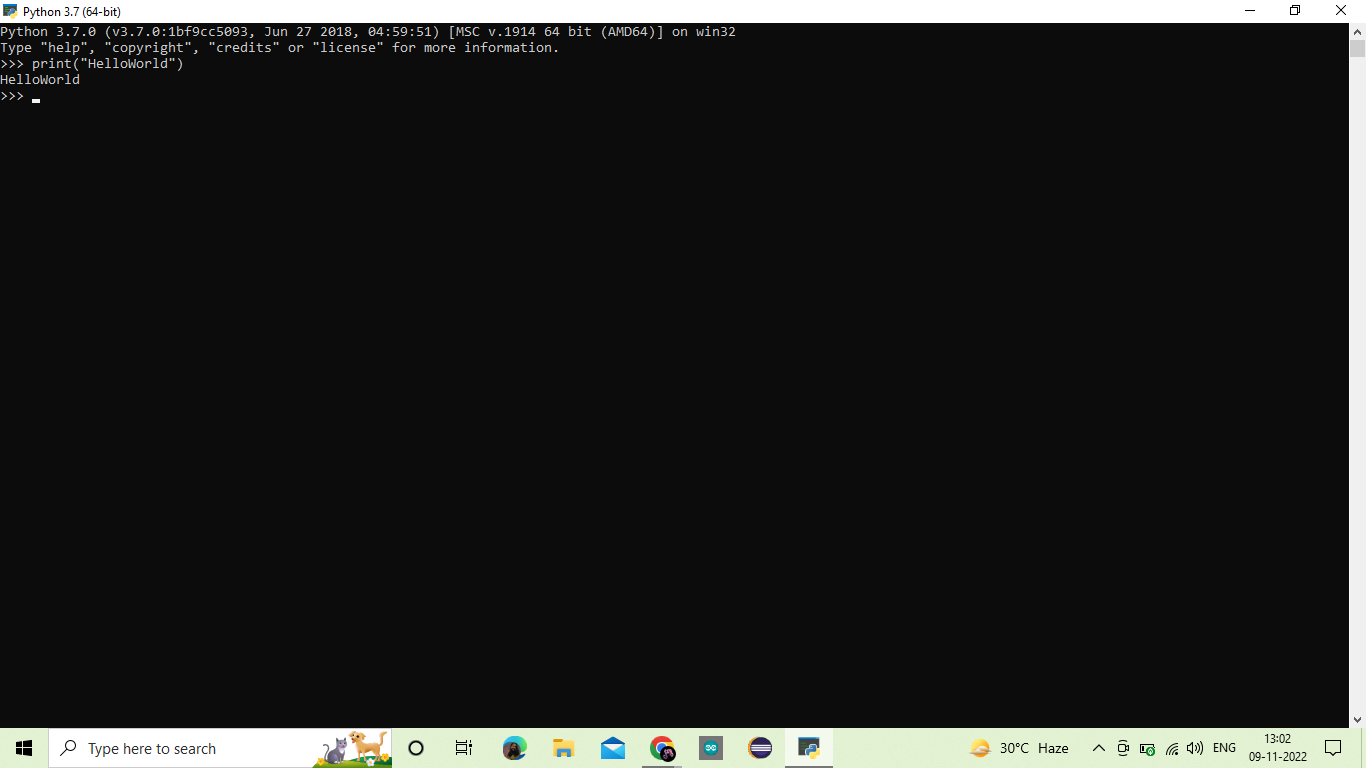 Python 3.7 (64-bit)
Python 3.7.0 (v3.7.0:1bf9cc5093, Jun 27 2018, 04:59:51) [MSC v.1914 64 bit (AMD64)] on win32
Type "help", "copyright", "credits" or "license" for more information.
>>> print("HelloWorld")
HelloWorld
>>>
Type here to search
30°C Haze
ENG
13:02
09-11-2022